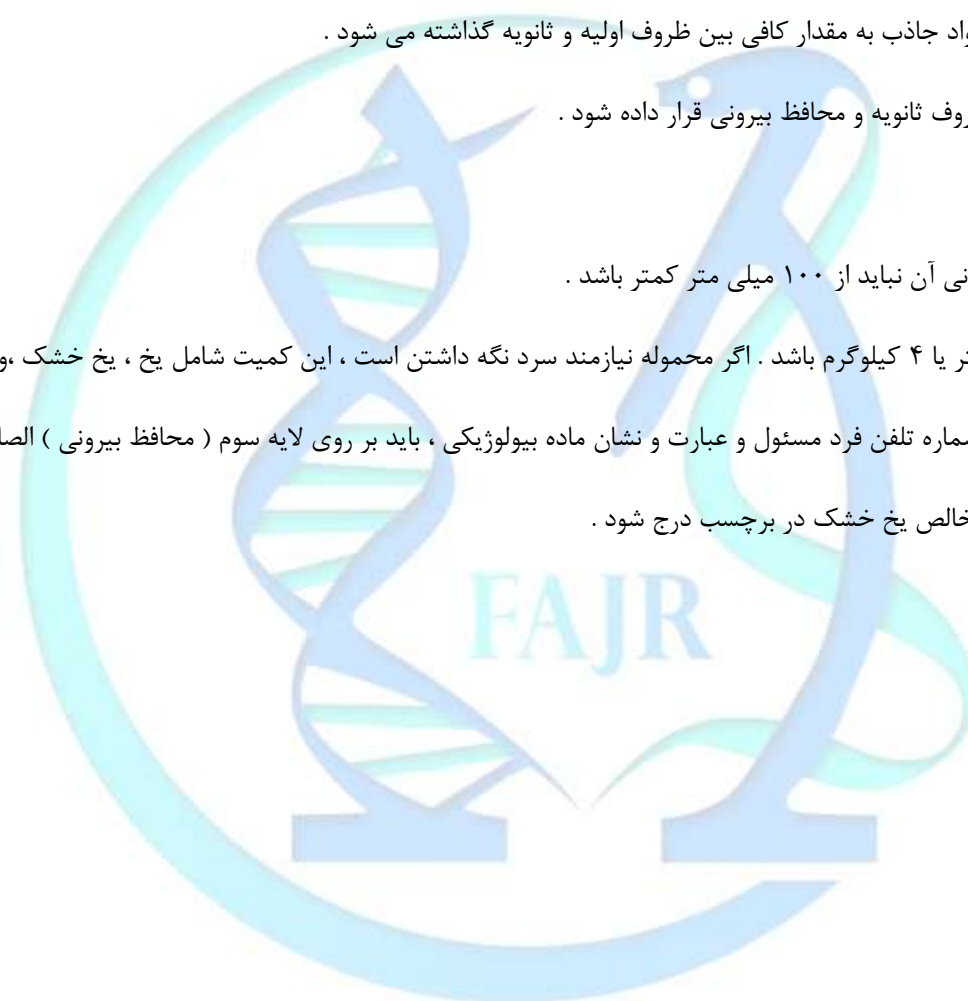 واد جاذب به مقدار کافی بین ظروف اولیه و ثانویه گذاشته می شود .
روف ثانویه و محافظ بیرونی قرار داده شود .
نی آن نباید از ۱۰۰ میلی متر کمتر باشد .
تر یا ۴ کیلوگرم باشد . اگر محموله نیازمند سرد نگه داشتن است ، این کمیت شامل یخ ، یخ خشک ،و
ماره تلفن فرد مسئول و عبارت و نشان ماده بیولوژیکی ، باید بر روی لایه سوم ( محافظ بیرونی ) الصا
خالص یخ خشک در برچسب درج شود .
FAJR